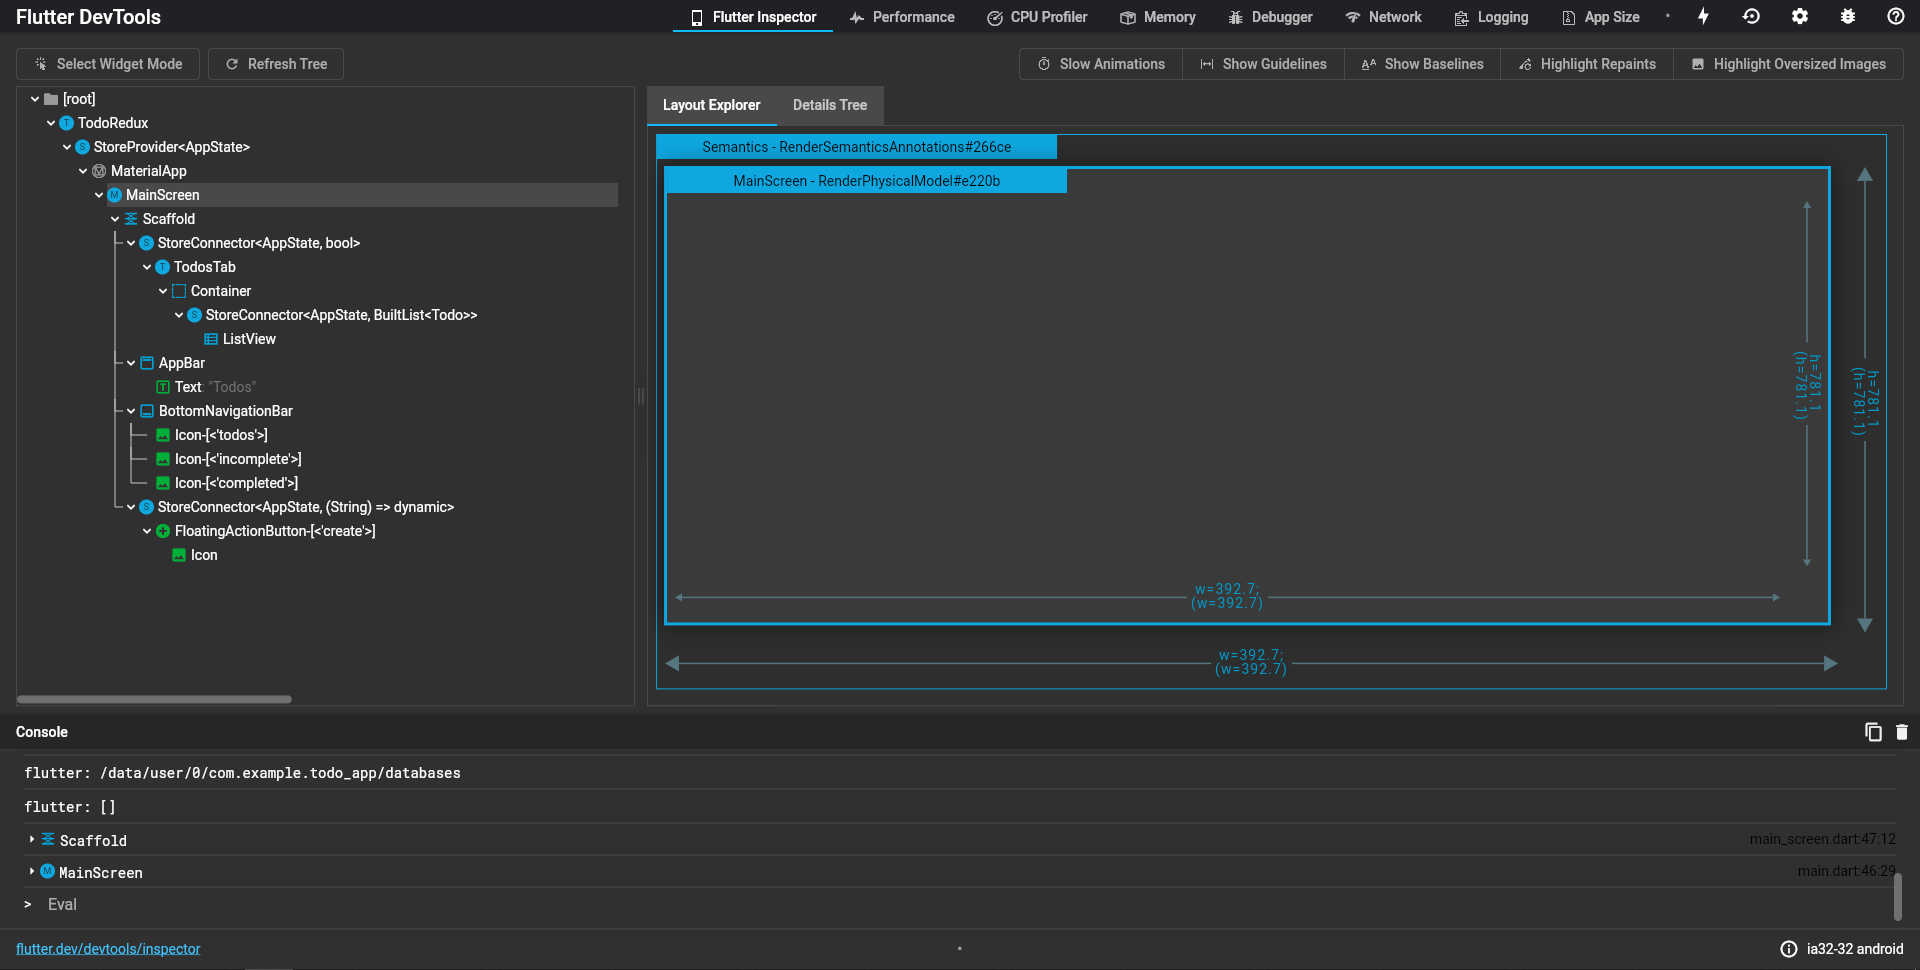 Flutter DevTools
Flutter Inspector
Performance
CPU Profiler
Memory
Debugger
Network
Logging
App Size
Select Widget Mode
Refresh Tree
Slow Animations
Show Guidelines
Show Baselines
Highlight Repaints
Highlight Oversized Images
[root]
TodoRedux
StoreProvider<AppState>
MaterialApp
MainScreen
Scaffold
StoreConnector<AppState, bool>
TodosTab
Container
StoreConnector<AppState, BuiltList<Todo>>
ListView
AppBar
Text: "Todos"
BottomNavigationBar
Icon-[<'todos'>]
Icon-[<'incomplete'>]
Icon-[<'completed'>]
StoreConnector<AppState, (String) => dynamic>
FloatingActionButton-[<'create'>]
Icon
Layout Explorer
Details Tree
Semantics - RenderSemanticsAnnotations#266ce
MainScreen - RenderPhysicalModel#e220b
h=781.1
(h=781.1)
h=781.1
(h=781.1)
w=392.7;
(w=392.7)
w=392.7;
(w=392.7)
Console
flutter: /data/user/0/com.example.todo_app/databases
flutter: []
Scaffold
main_screen.dart:47:12
MainScreen
main.dart:46:29
> Eval
flutter.dev/devtools/inspector
ia32-32 android